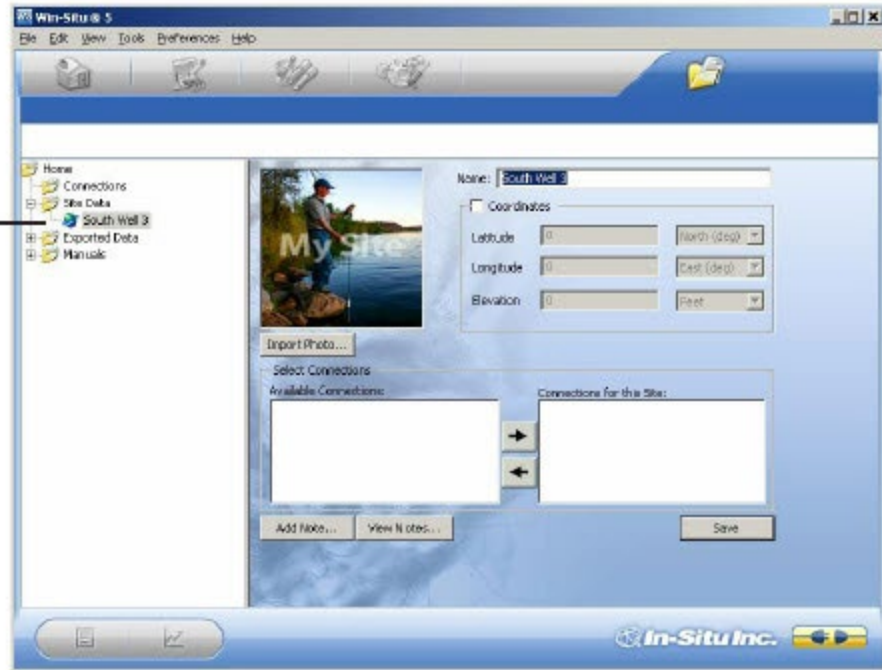 Win-Situ ® 5
File Edit View Tools Preferences Help
Home
Connections
Site Data
South Well 3
Exported Data
Manuals
My Site
Import Photo...
Name: South Well 3
Coordinates
Latitude 0 North (deg)
Longitude 0 East (deg)
Elevation 0 Feet
Select Connections
Available Connections:
Connections for this Site:
Add Note... View Notes... Save
In-Situ Inc.